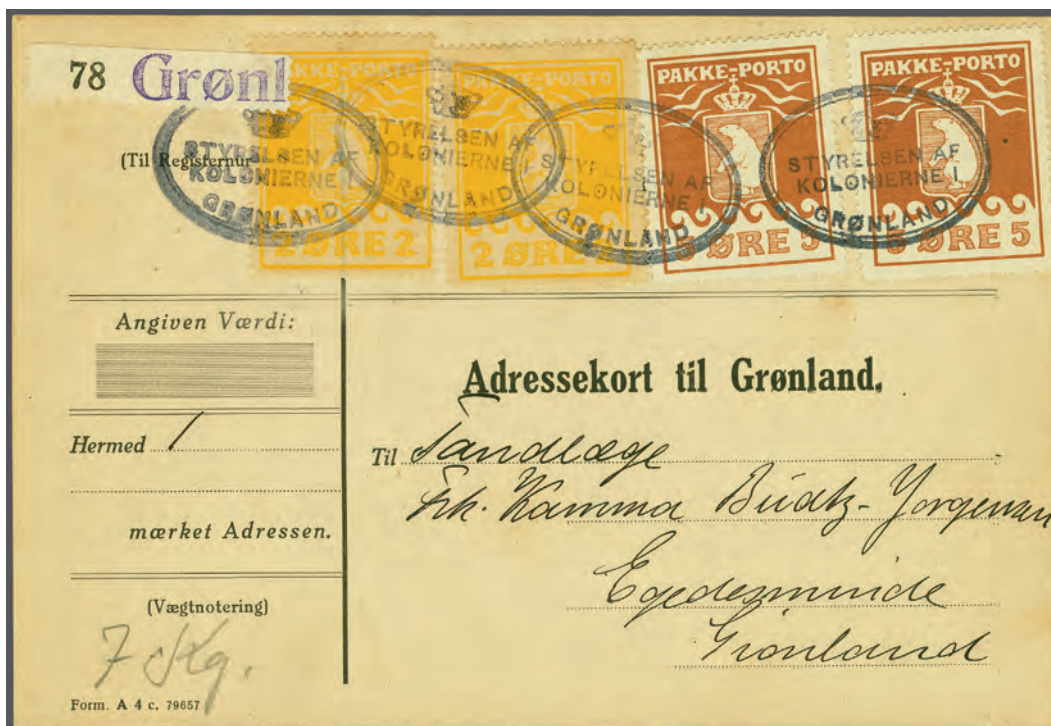 78 Grønl
PAKKE-PORTO
PAKKE-PORTO
PAKKE-PORTO
PAKKE-PORTO
(Til Registernur
STYRELSEN AF
KOLONIERNE I
GRØNLAND
STYRELSEN AF
KOLONIERNE I
GRØNLAND
STYRELSEN AF
KOLONIERNE I
GRØNLAND
STYRELSEN AF
KOLONIERNE I
GRØNLAND
2 ØRE 2
2 ØRE 2
5 ØRE 5
5 ØRE 5
Angiven Værdi:
Adressekort til Grønland.
Hermed 1
Til Tandlæge
Frk. Kamma Budtz-Jørgensen
mærket Adressen.
Egedesminde
Grønland
(Vægtnotering)
7 Kg.
Form. A 4 c. 79657